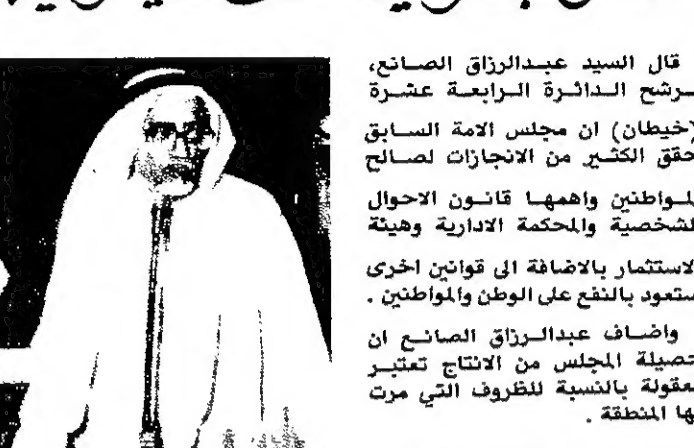 قال السيد عبدالرزاق الصانع،
مرشح الدائرة الرابعة عشرة
(خيطان) ان مجلس الامة السابق
حقق الكثير من الانجازات لصالح
المواطنين واهمها قانون الاحوال
الشخصية والمحكمة الادارية وهيئة
الاستثمار بالاضافة الى قوانين اخرى
ستعود بالنفع على الوطن والمواطنين .
واضاف عبدالرزاق الصانع ان
حصيلة المجلس من الانتاج تعتبر
معقولة بالنسبة للظروف التي مرت
بها المنطقة .